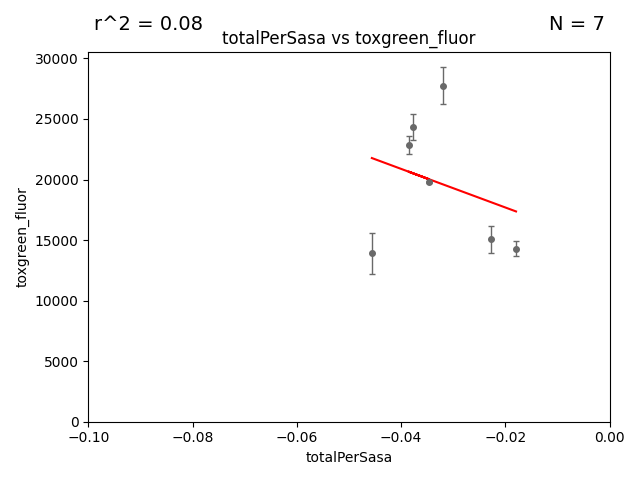 r^2 = 0.08
N = 7
totalPerSasa vs toxgreen_fluor
30000
25000
20000
15000
10000
5000
0
toxgreen_fluor
−0.10
−0.08
−0.06
−0.04
−0.02
0.00
totalPerSasa